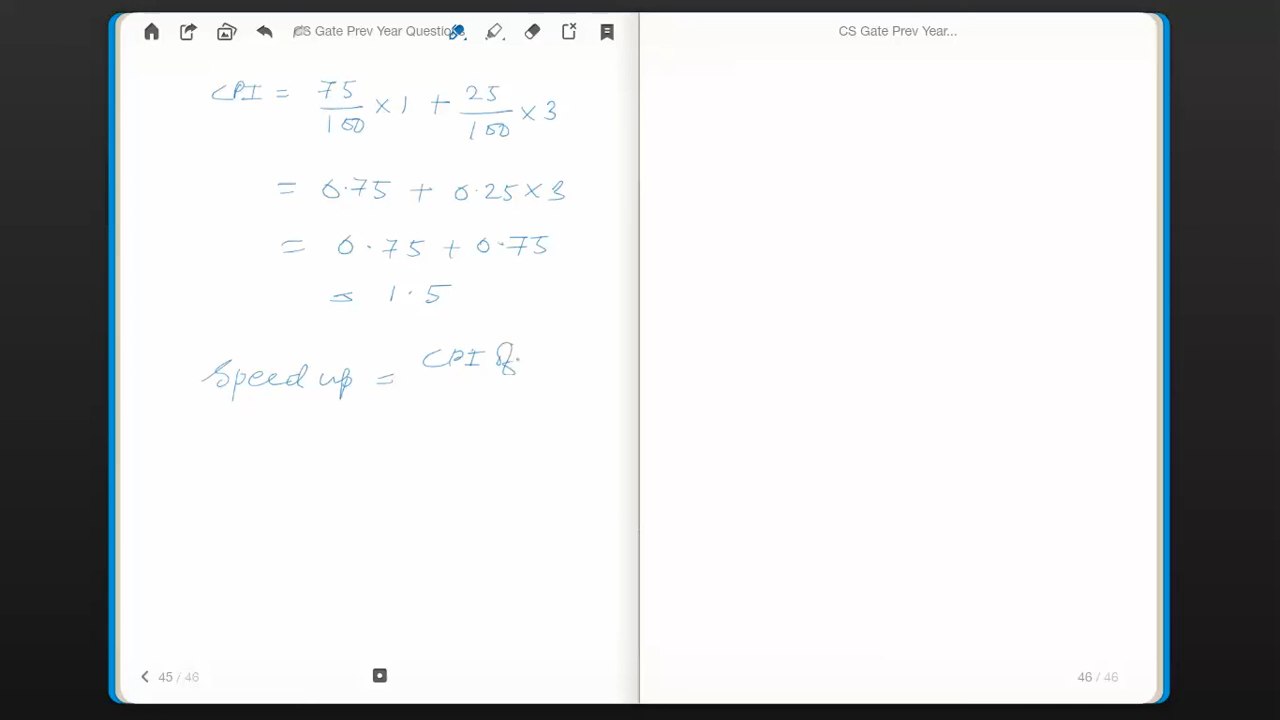 CS Gate Prev Year Questio
CPI = 75/100 × 1 + 25/100 × 3
= 0.75 + 0.25 × 3
= 0.75 + 0.75
= 1.5
Speed up = CPI of
45 / 46
CS Gate Prev Year...
46 / 46